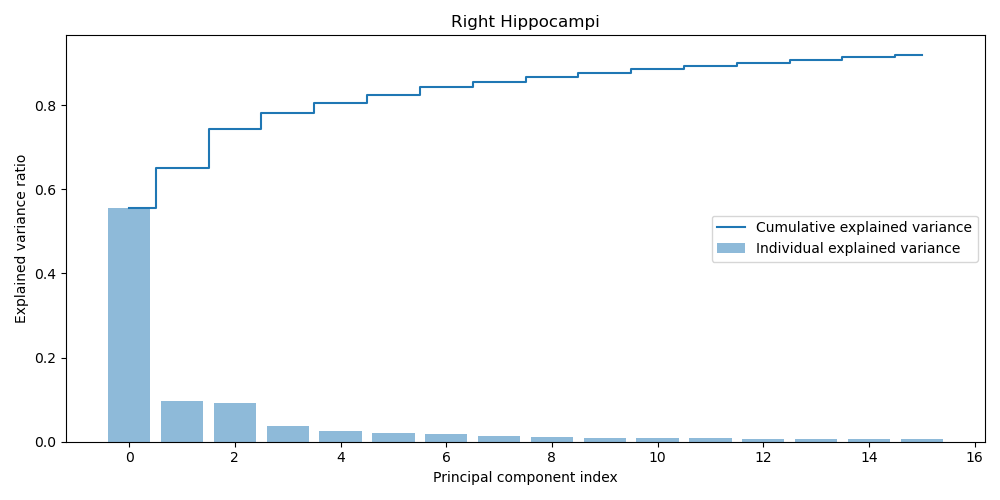 Right Hippocampi
Explained variance ratio
0.8
0.6
0.4
0.2
0.0
Cumulative explained variance
Individual explained variance
0 2 4 6 8 10 12 14 16
Principal component index